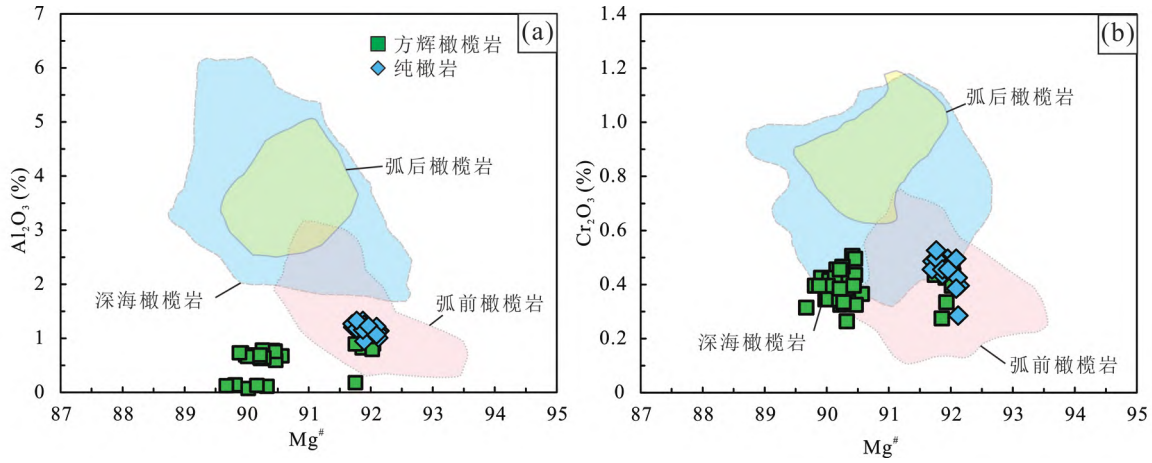 (a)
7
6
5
4
3
2
1
0
Al₂O₃ (%)
方辉橄榄岩
纯橄岩
弧后橄榄岩
深海橄榄岩
弧前橄榄岩
87 88 89 90 91 92 93 94 95
Mg#
(b)
1.4
1.2
1.0
0.8
0.6
0.4
0.2
0
Cr₂O₃ (%)
弧后橄榄岩
深海橄榄岩
弧前橄榄岩
87 88 89 90 91 92 93 94 95
Mg#